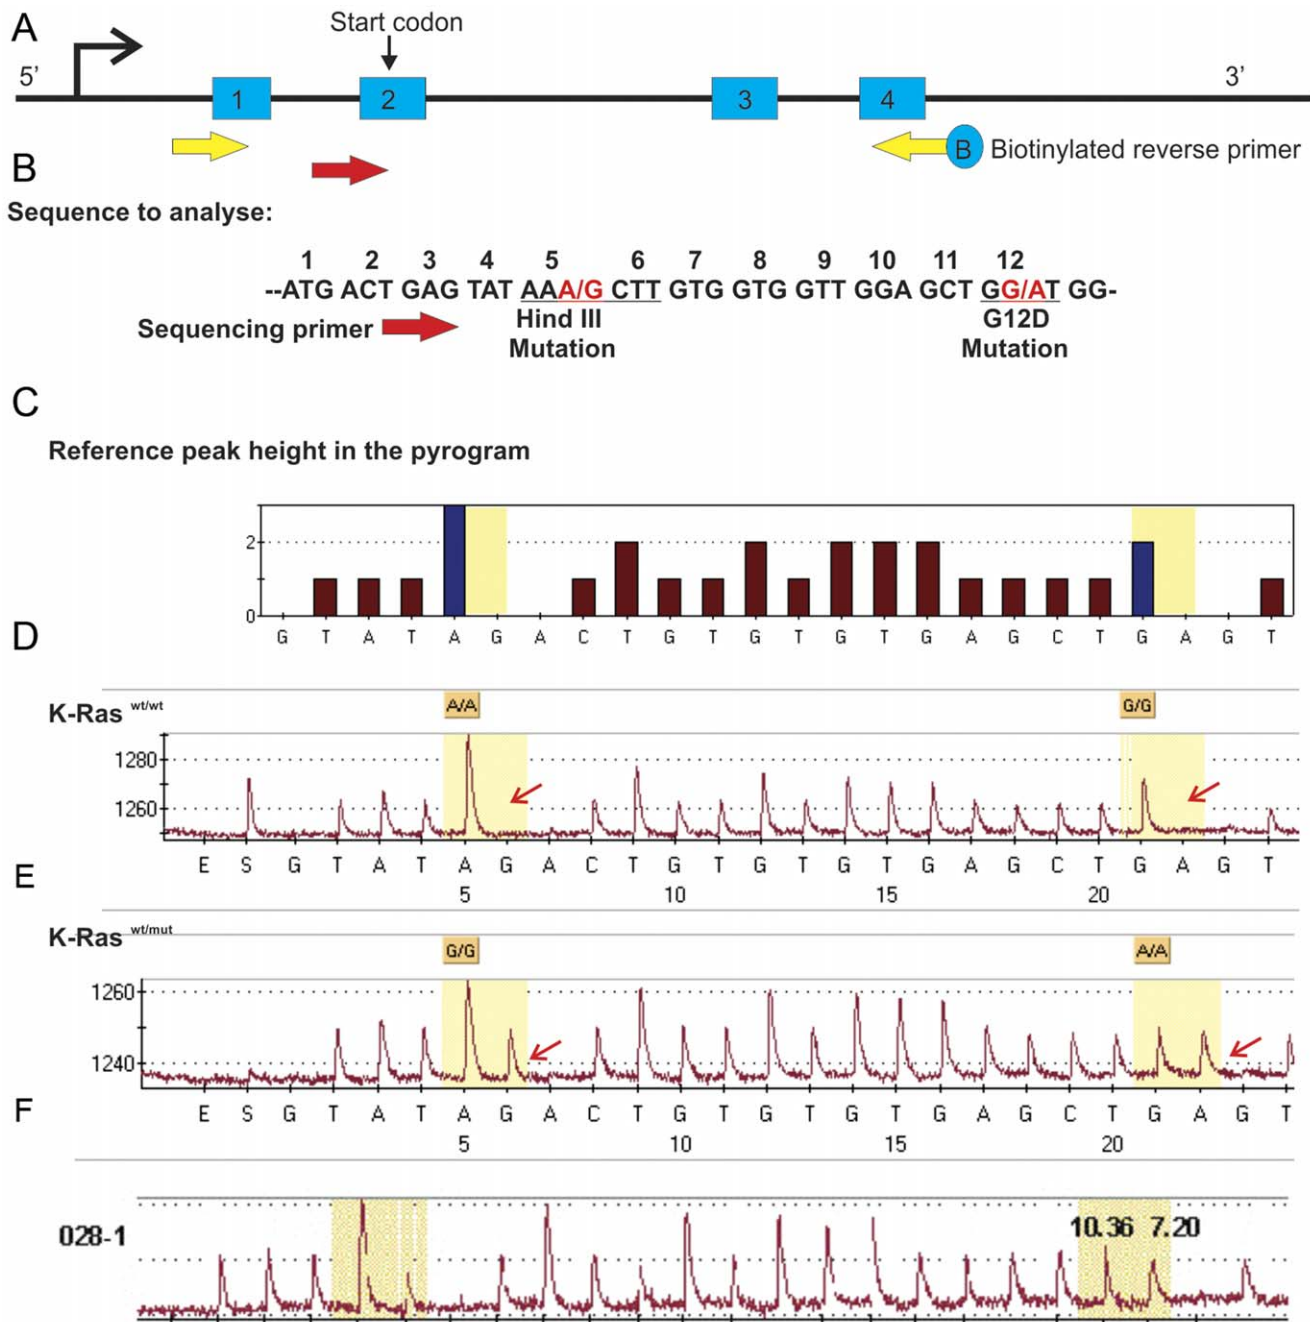 A
Start codon
5’
3’
1
2
3
4
B
Biotinylated reverse primer
B
Sequence to analyse:
1 2 3 4 5 6 7 8 9 10 11 12
--ATG ACT GAG TAT AAA/G CTT GTG GTG GTT GGA GCT GG/AT GG-
Sequencing primer
Hind III
Mutation
G12D
Mutation
C
Reference peak height in the pyrogram
2
0
G T A T A G A C T G T G T G T G A G C T G A G T
D
K-Ras wt/wt
A/A
G/G
1280
1260
E S G T A T A G A C T G T G T G T G A G C T G A G T
5 10 15 20
E
K-Ras wt/mut
G/G
A/A
1260
1240
E S G T A T A G A C T G T G T G T G A G C T G A G T
5 10 15 20
F
028-1
10.36 7.20